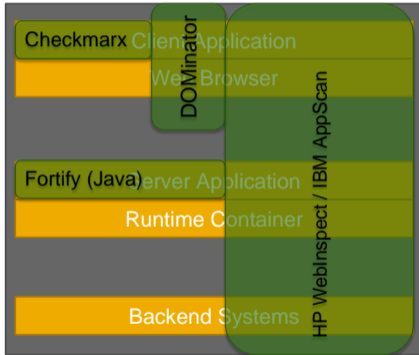 Checkmarx
Client Application
DOMinator
Web Browser
Fortify (Java)
Server Application
Runtime Container
Backend Systems
HP WebInspect / IBM AppScan